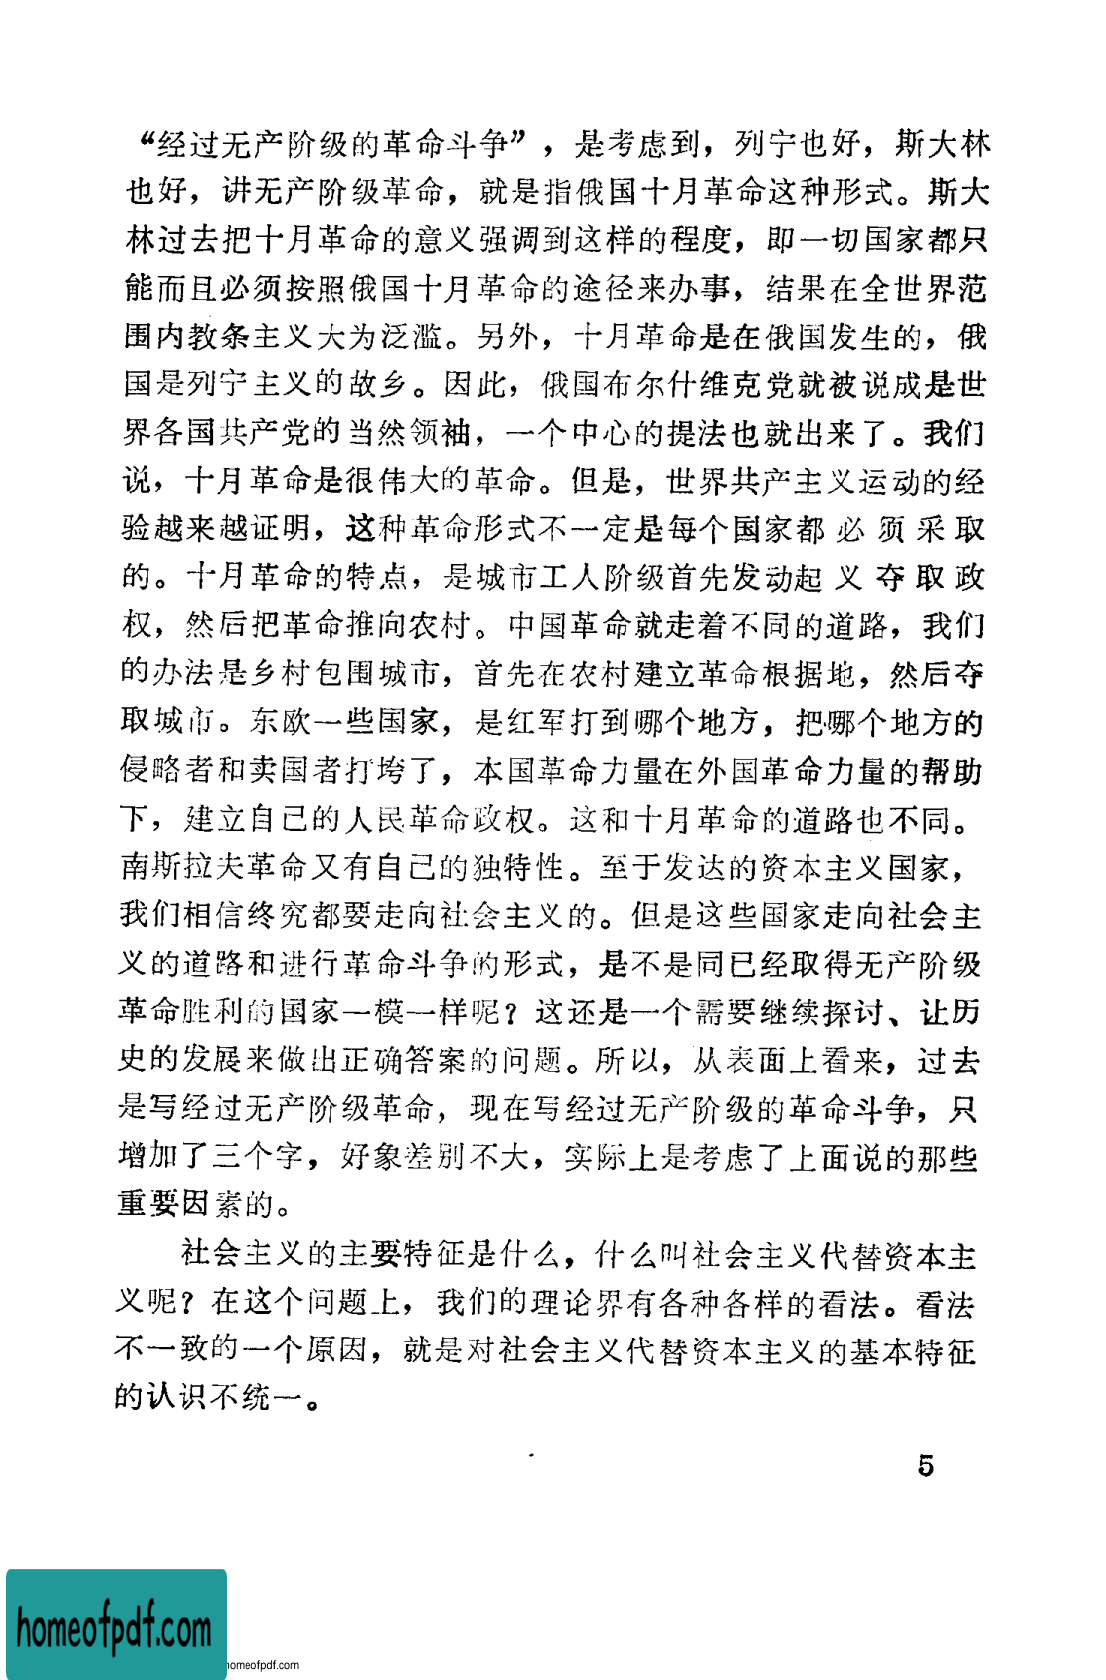 “经过无产阶级的革命斗争”，是考虑到，列宁也好，斯大林
也好，讲无产阶级革命，就是指俄国十月革命这种形式。斯大
林过去把十月革命的意义强调到这样的程度，即一切国家都只
能而且必须按照俄国十月革命的途径来办事，结果在全世界范
围内教条主义大为泛滥。另外，十月革命是在俄国发生的，俄
国是列宁主义的故乡。因此，俄国布尔什维克党就被说成是世
界各国共产党的当然领袖，一个中心的提法也就出来了。我们
说，十月革命是很伟大的革命。但是，世界共产主义运动的经
验越来越证明，这种革命形式不一定是每个国家都必须采取
的。十月革命的特点，是城市工人阶级首先发动起义夺取政
权，然后把革命推向农村。中国革命就走着不同的道路，我们
的办法是乡村包围城市，首先在农村建立革命根据地，然后夺
取城市。东欧一些国家，是红军打到哪个地方，把哪个地方的
侵略者和卖国者打垮了，本国革命力量在外国革命力量的帮助
下，建立自己的人民革命政权。这和十月革命的道路也不同。
南斯拉夫革命又有自己的独特性。至于发达的资本主义国家，
我们相信终究都要走向社会主义的。但是这些国家走向社会主
义的道路和进行革命斗争的形式，是不是同已经取得无产阶级
革命胜利的国家一模一样呢？这还是一个需要继续探讨、让历
史的发展来做出正确答案的问题。所以，从表面上看来，过去
是写经过无产阶级革命，现在写经过无产阶级的革命斗争，只
增加了三个字，好象差别不大，实际上是考虑了上面说的那些
重要因素的。
社会主义的主要特征是什么，什么叫社会主义代替资本主
义呢？在这个问题上，我们的理论界有各种各样的看法。看法
不一致的一个原因，就是对社会主义代替资本主义的基本特征
的认识不统一。
5
homeofpdf.com
homeofpdf.com